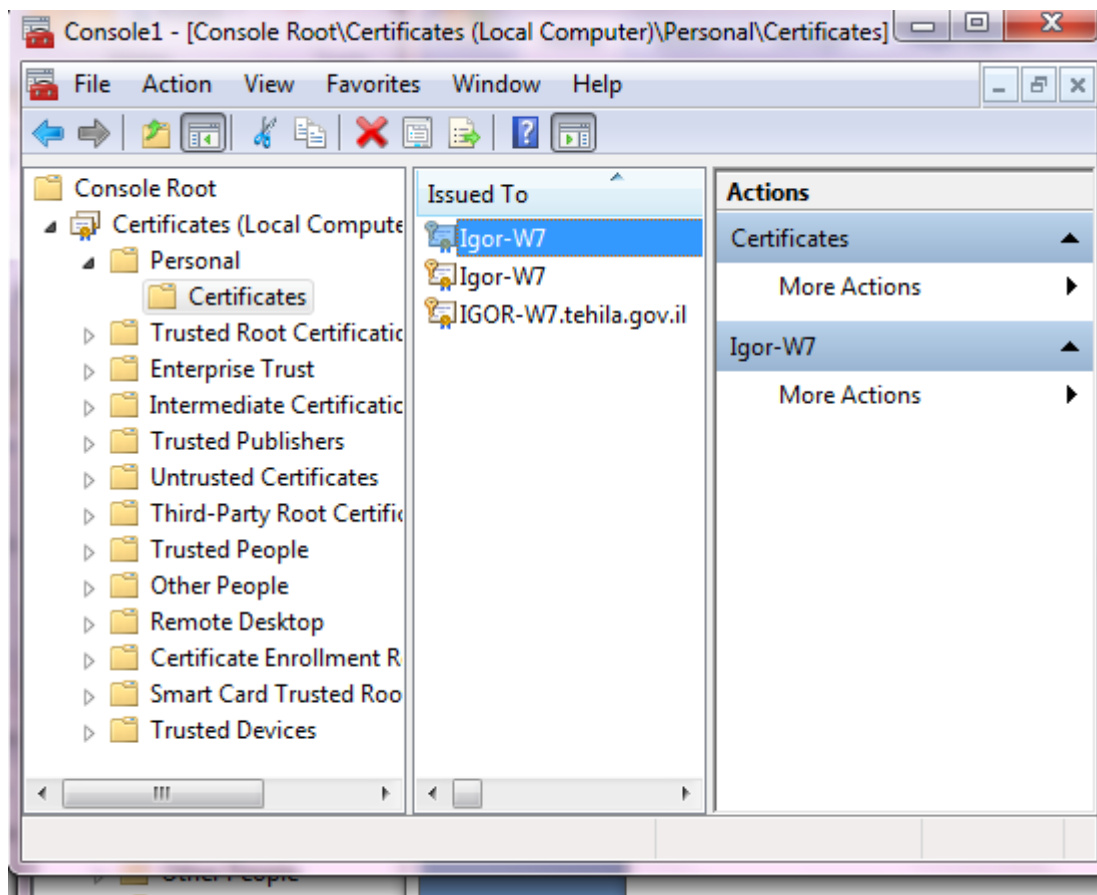 Console1 - [Console Root\Certificates (Local Computer)\Personal\Certificates]
File Action View Favorites Window Help
Console Root
Certificates (Local Compute
Personal
Certificates
Trusted Root Certificatic
Enterprise Trust
Intermediate Certificatic
Trusted Publishers
Untrusted Certificates
Third-Party Root Certific
Trusted People
Other People
Remote Desktop
Certificate Enrollment R
Smart Card Trusted Roo
Trusted Devices
Issued To
Igor-W7
Igor-W7
IGOR-W7.tehila.gov.il
Actions
Certificates
More Actions
Igor-W7
More Actions